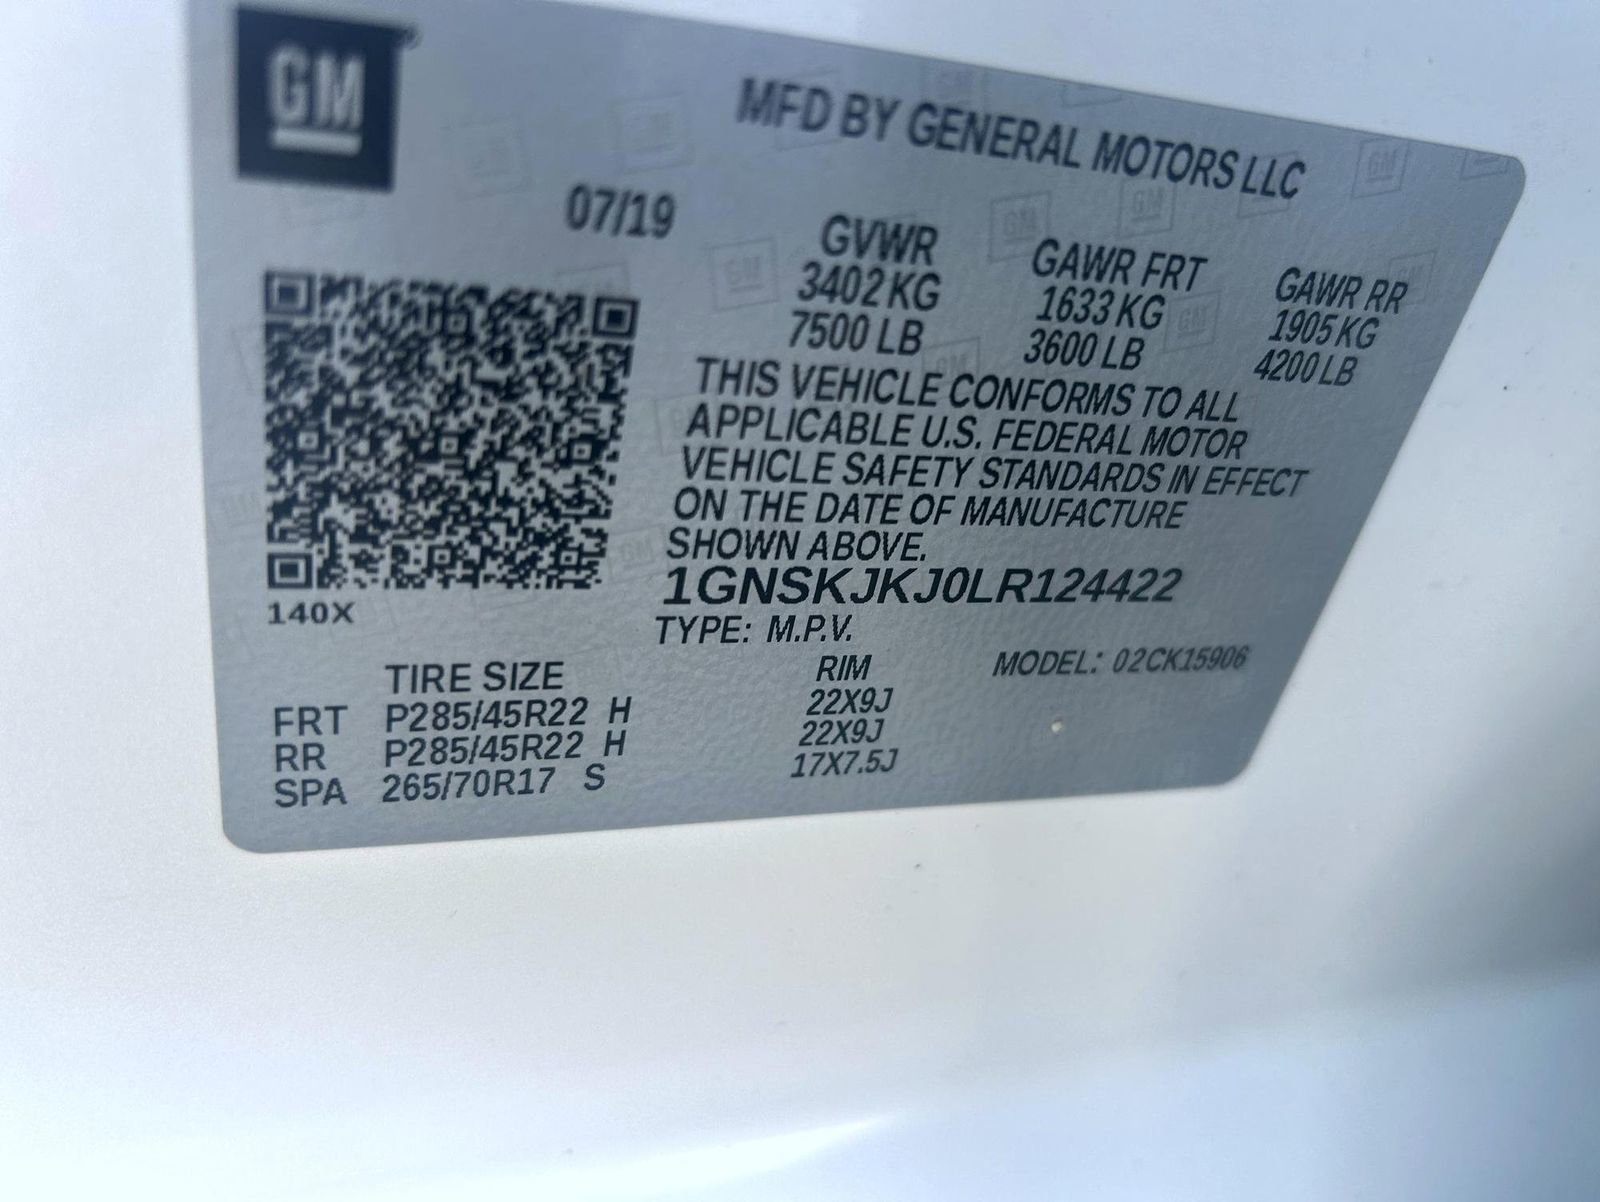 GM
MFD BY GENERAL MOTORS LLC
07/19
GVWR GAWR FRT GAWR RR
3402 KG 1633 KG 1905 KG
7500 LB 3600 LB 4200 LB
THIS VEHICLE CONFORMS TO ALL
APPLICABLE U.S. FEDERAL MOTOR
VEHICLE SAFETY STANDARDS IN EFFECT
ON THE DATE OF MANUFACTURE
SHOWN ABOVE.
1GNSKJKJ0LR124422
140X
TYPE: M.P.V.
TIRE SIZE RIM MODEL: 02CK15906
FRT P285/45R22 H 22X9J
RR P285/45R22 H 22X9J
SPA 265/70R17 S 17X7.5J